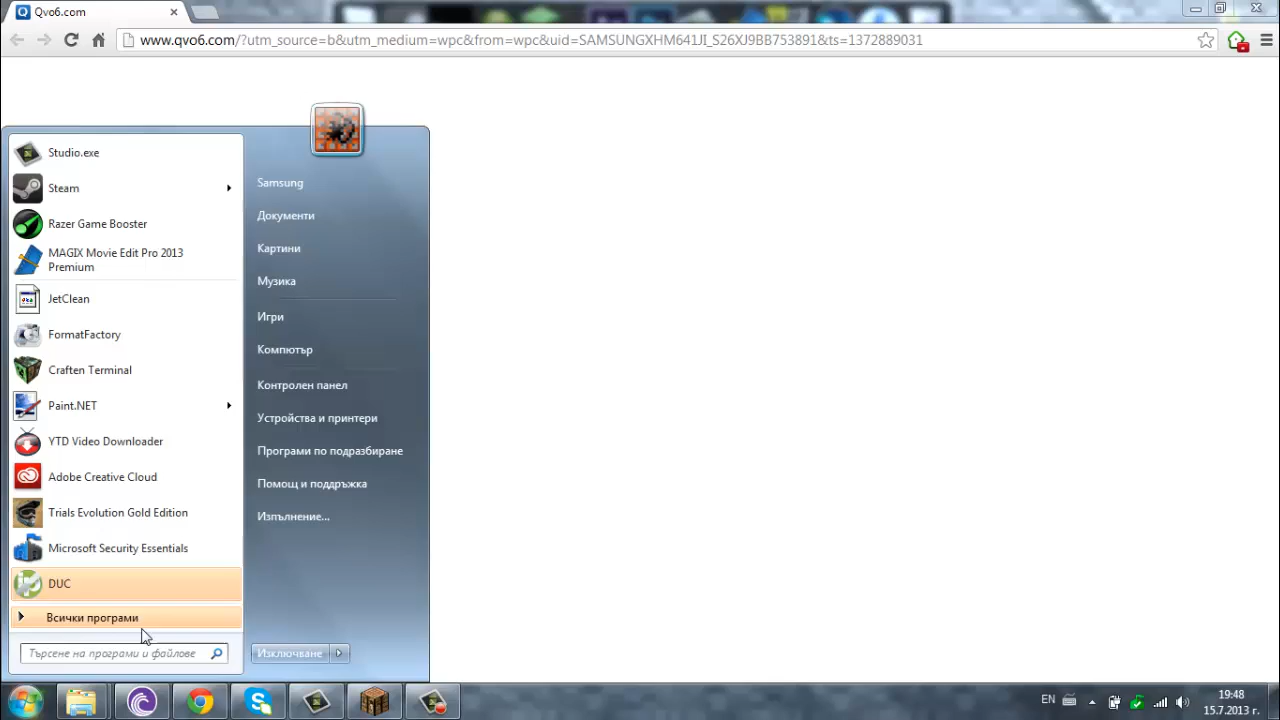 Qvo6.com
www.qvo6.com/?utm_source=b&utm_medium=wpc&from=wpc&uid=SAMSUNGXHM641JI_S26XJ9BB753891&ts=1372889031
Studio.exe
Steam
Razer Game Booster
MAGIX Movie Edit Pro 2013
Premium
JetClean
FormatFactory
Craften Terminal
Paint.NET
YTD Video Downloader
Adobe Creative Cloud
Trials Evolution Gold Edition
Microsoft Security Essentials
DUC
Всички програми
Търсене на програми и файлове
Samsung
Документи
Картини
Музика
Игри
Компютър
Контролен панел
Устройства и принтери
Програми по подразбиране
Помощ и поддръжка
Изпълнение...
Изключване
EN
19:48
15.7.2013 г.